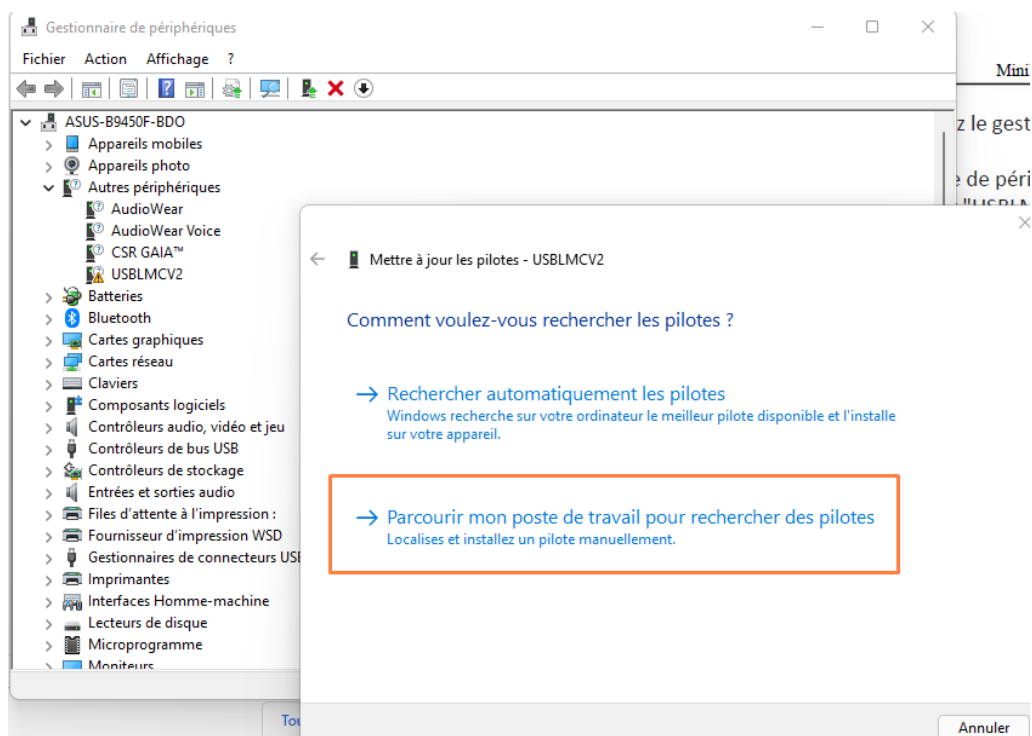 Gestionnaire de périphériques
Fichier Action Affichage ?
ASUS-B9450F-BDO
Appareils mobiles
Appareils photo
Autres périphériques
AudioWear
AudioWear Voice
CSR GAIA™
USBLMCV2
Batteries
Bluetooth
Cartes graphiques
Cartes réseau
Claviers
Composants logiciels
Contrôleurs audio, vidéo et jeu
Contrôleurs de bus USB
Contrôleurs de stockage
Entrées et sorties audio
Files d'attente à l'impression :
Fournisseur d'impression WSD
Gestionnaires de connecteurs USB
Imprimantes
Interfaces Homme-machine
Lecteurs de disque
Microprogramme
Moniteurs
Mettre à jour les pilotes - USBLMCV2
Comment voulez-vous rechercher les pilotes ?
Rechercher automatiquement les pilotes
Windows recherche sur votre ordinateur le meilleur pilote disponible et l'installe
sur votre appareil.
Parcourir mon poste de travail pour rechercher des pilotes
Localises et installez un pilote manuellement.
Annuler
Mini
z le gest
de péri
Tou